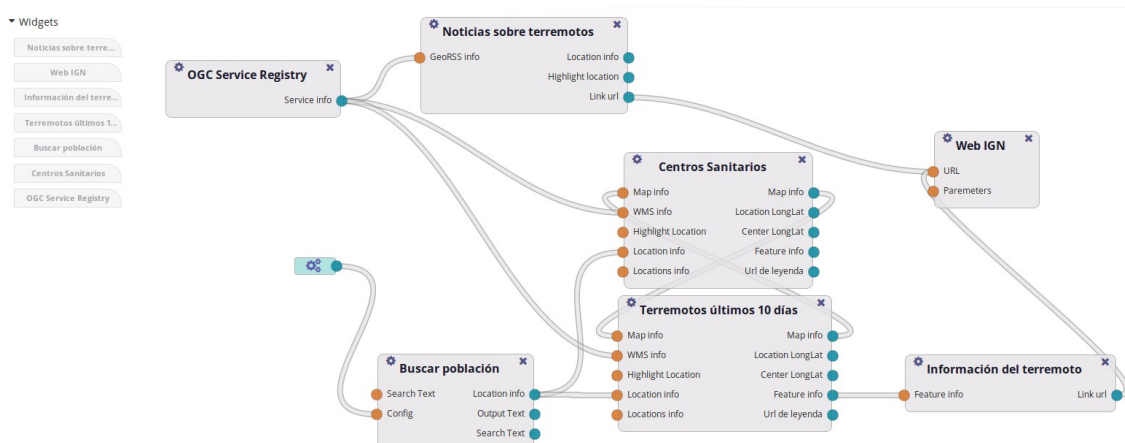 Widgets
Noticias sobre terre...
Web IGN
Información del terre...
Terremotos últimos 1...
Buscar población
Centros Sanitarios
OGC Service Registry
OGC Service Registry
Service info
Noticias sobre terremotos
GeoRSS info Location info
Highlight location
Link url
Web IGN
URL
Paremeters
Centros Sanitarios
Map info Map info
WMS info Location LongLat
Highlight Location Center LongLat
Location info Feature info
Locations info Url de leyenda
Terremotos últimos 10 días
Map info Map info
WMS info Location LongLat
Highlight Location Center LongLat
Location info Feature info
Locations info Url de leyenda
Buscar población
Search Text Location info
Config Output Text
Search Text
Información del terremoto
Feature info Link url